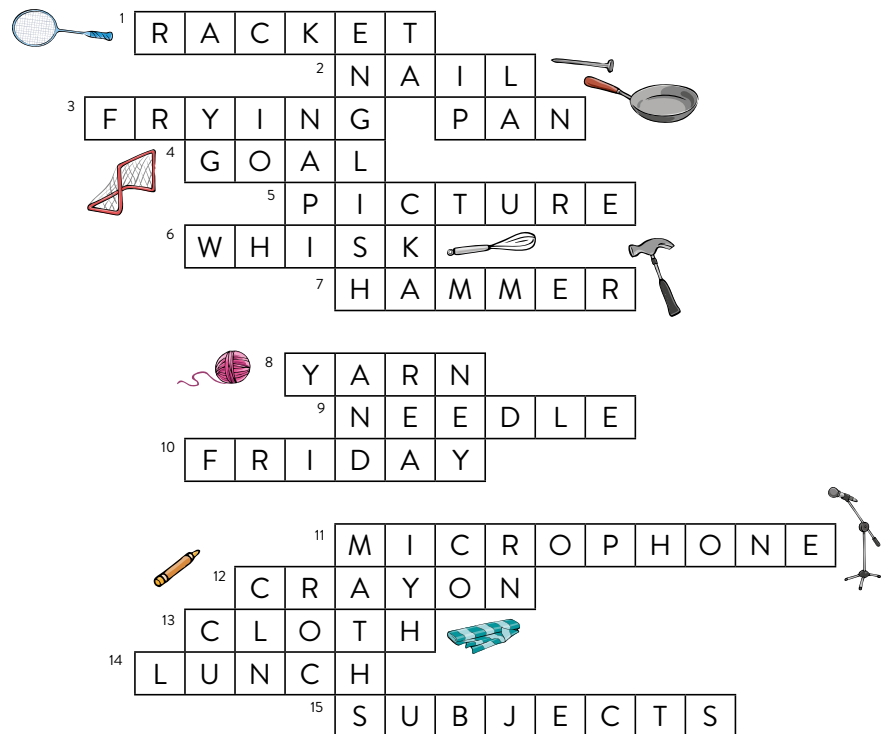 1 RACKET
2 NAIL
3 FRYING PAN
4 GOAL
5 PICTURE
6 WHISK
7 HAMMER
8 YARN
9 NEEDLE
10 FRIDAY
11 MICROPHONE
12 CRAYON
13 CLOTH
14 LUNCH
15 SUBJECTS